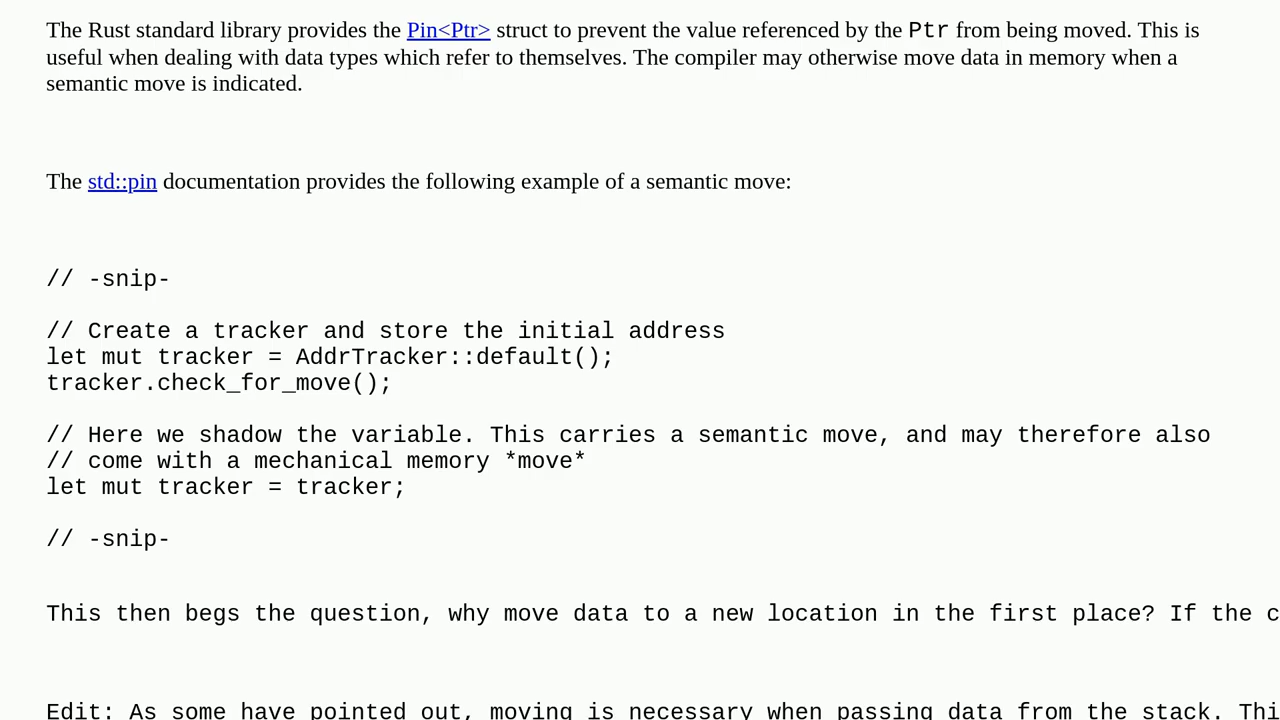 The Rust standard library provides the Pin<Ptr> struct to prevent the value referenced by the Ptr from being moved. This is
useful when dealing with data types which refer to themselves. The compiler may otherwise move data in memory when a
semantic move is indicated.
The std::pin documentation provides the following example of a semantic move:
// -snip-
// Create a tracker and store the initial address
let mut tracker = AddrTracker::default();
tracker.check_for_move();
// Here we shadow the variable. This carries a semantic move, and may therefore also
// come with a mechanical memory *move*
let mut tracker = tracker;
// -snip-
This then begs the question, why move data to a new location in the first place? If the c
Edit: As some have pointed out, moving is necessary when passing data from the stack. Thi